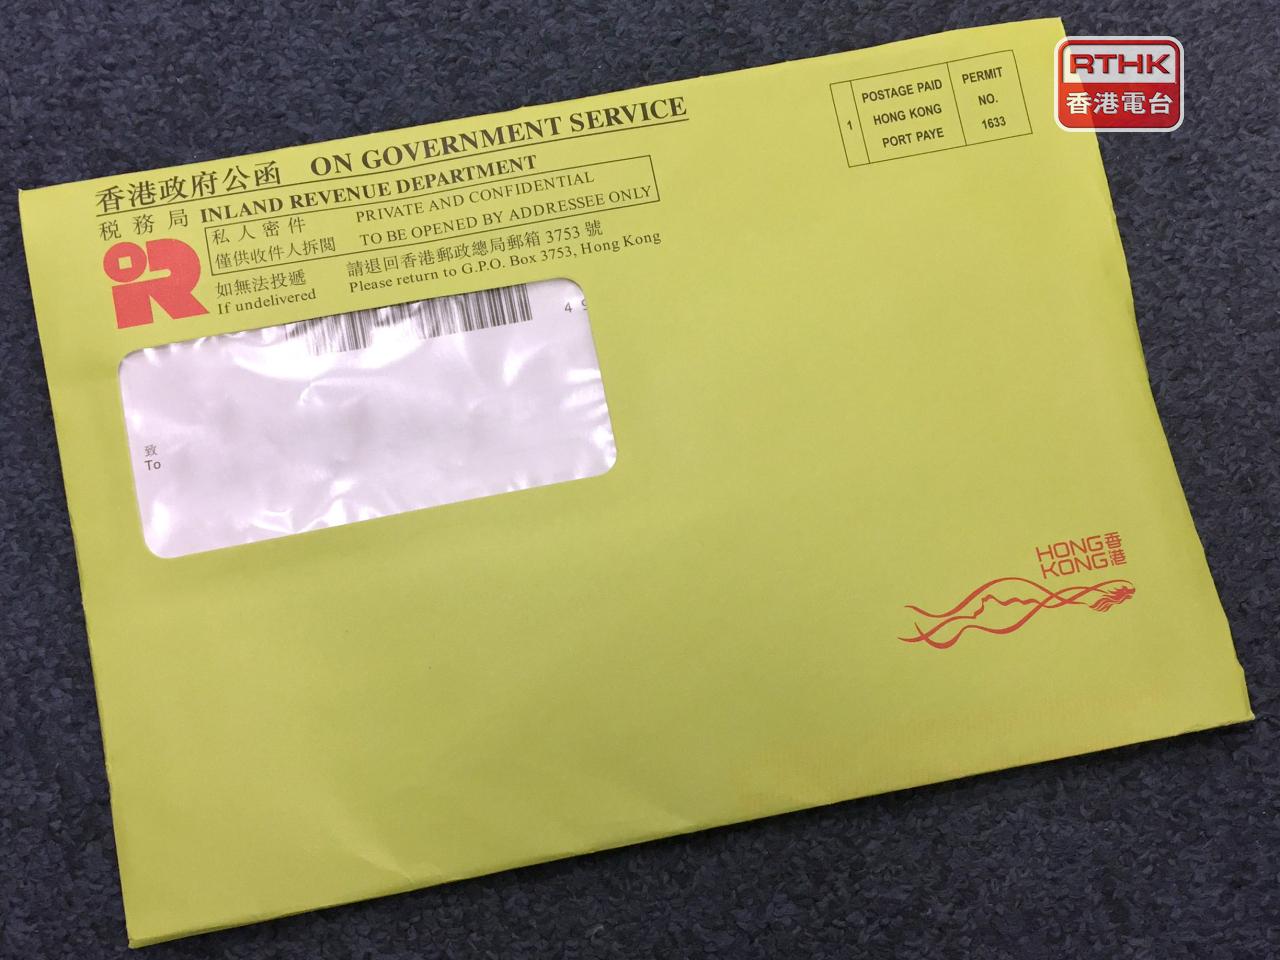 香港政府公函 ON GOVERNMENT SERVICE
税務局 INLAND REVENUE DEPARTMENT
私人密件 PRIVATE AND CONFIDENTIAL
僅供收件人拆閱 TO BE OPENED BY ADDRESSEE ONLY
如無法投遞 請退回香港郵政總局郵箱 3753 號
If undelivered Please return to G.P.O. Box 3753, Hong Kong
1
POSTAGE PAID
HONG KONG
PORT PAYE
PERMIT
NO.
1633
RTHK
香港電台
4 9
致
To
HONG KONG 香港